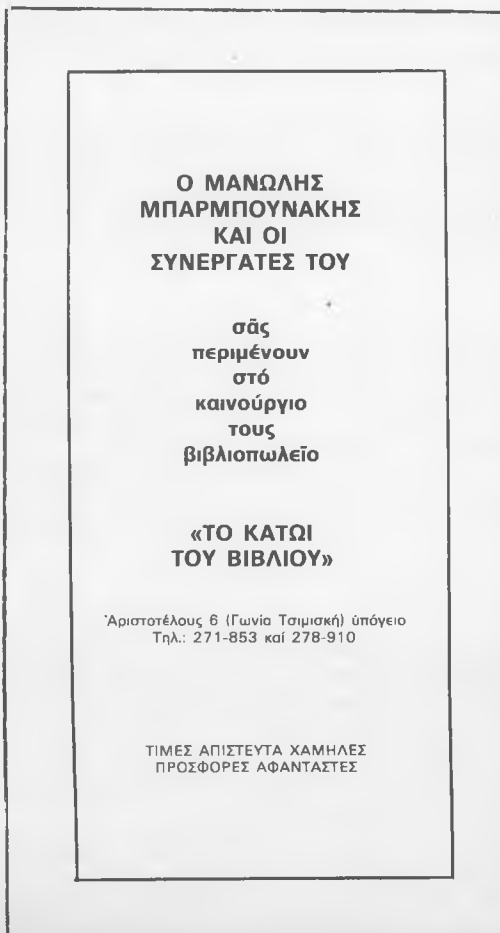 Ο ΜΑΝΩΛΗΣ
ΜΠΑΡΜΠΟΥΝΑΚΗΣ
ΚΑΙ ΟΙ
ΣΥΝΕΡΓΑΤΕΣ ΤΟΥ
σᾶς
περιμένουν
στό
καινούργιο
τους
βιβλιοπωλεῖο
«ΤΟ ΚΑΤΩΙ
ΤΟΥ ΒΙΒΛΙΟΥ»
Ἀριστοτέλους 6 (Γωνία Τσιμισκή) ὑπόγειο
Τηλ.: 271-853 καί 278-910
ΤΙΜΕΣ ΑΠΙΣΤΕΥΤΑ ΧΑΜΗΛΕΣ
ΠΡΟΣΦΟΡΕΣ ΑΦΑΝΤΑΣΤΕΣ